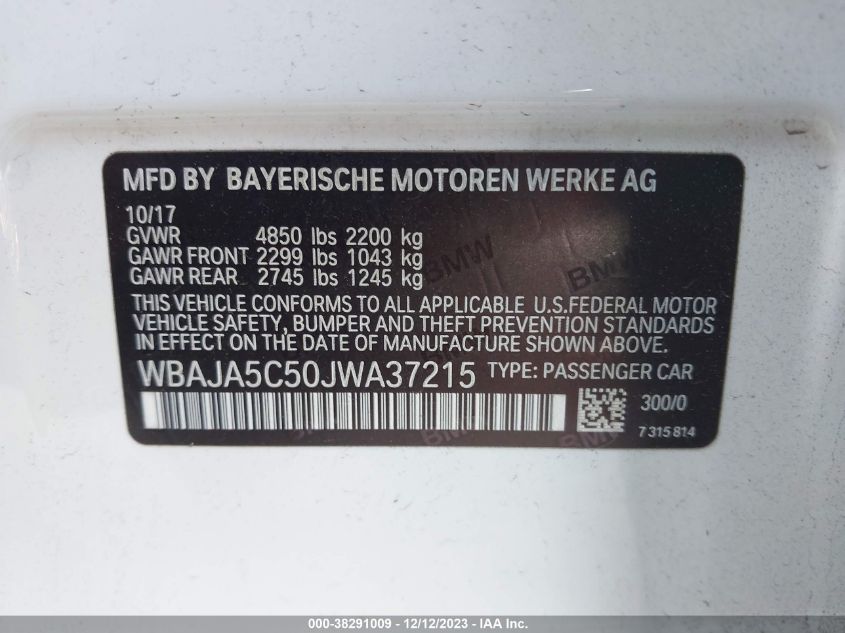 MFD BY BAYERISCHE MOTOREN WERKE AG
10/17
GVWR 4850 lbs 2200 kg
GAWR FRONT 2299 lbs 1043 kg
GAWR REAR 2745 lbs 1245 kg
BMW BMW
THIS VEHICLE CONFORMS TO ALL APPLICABLE U.S.FEDERAL MOTOR
VEHICLE SAFETY, BUMPER AND THEFT PREVENTION STANDARDS
IN EFFECT ON THE DATE OF MANUFACTURE SHOWN ABOVE.
WBAJA5C50JWA37215 TYPE: PASSENGER CAR
300/0
7 315 814
000-38291009 - 12/12/2023 - IAA Inc.